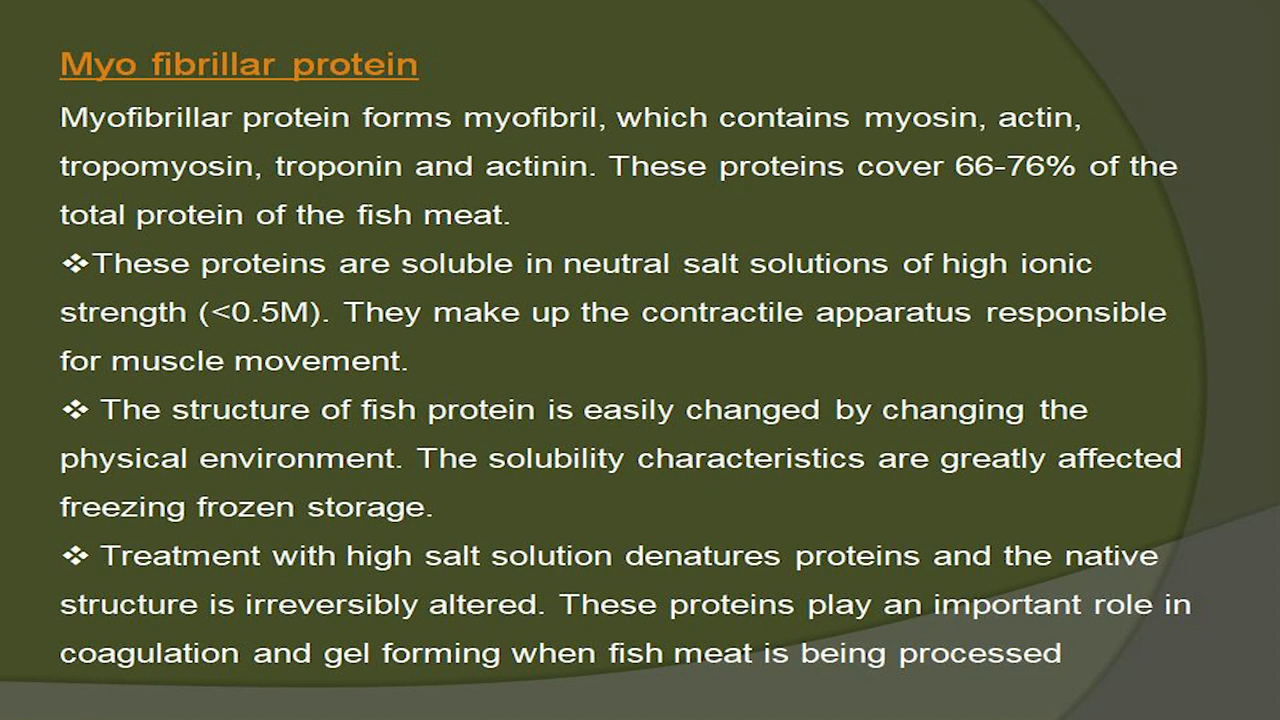 Myo fibrillar protein
Myofibrillar protein forms myofibril, which contains myosin, actin,
tropomyosin, troponin and actinin. These proteins cover 66-76% of the
total protein of the fish meat.
❖These proteins are soluble in neutral salt solutions of high ionic
strength (<0.5M). They make up the contractile apparatus responsible
for muscle movement.
❖ The structure of fish protein is easily changed by changing the
physical environment. The solubility characteristics are greatly affected
freezing frozen storage.
❖ Treatment with high salt solution denatures proteins and the native
structure is irreversibly altered. These proteins play an important role in
coagulation and gel forming when fish meat is being processed